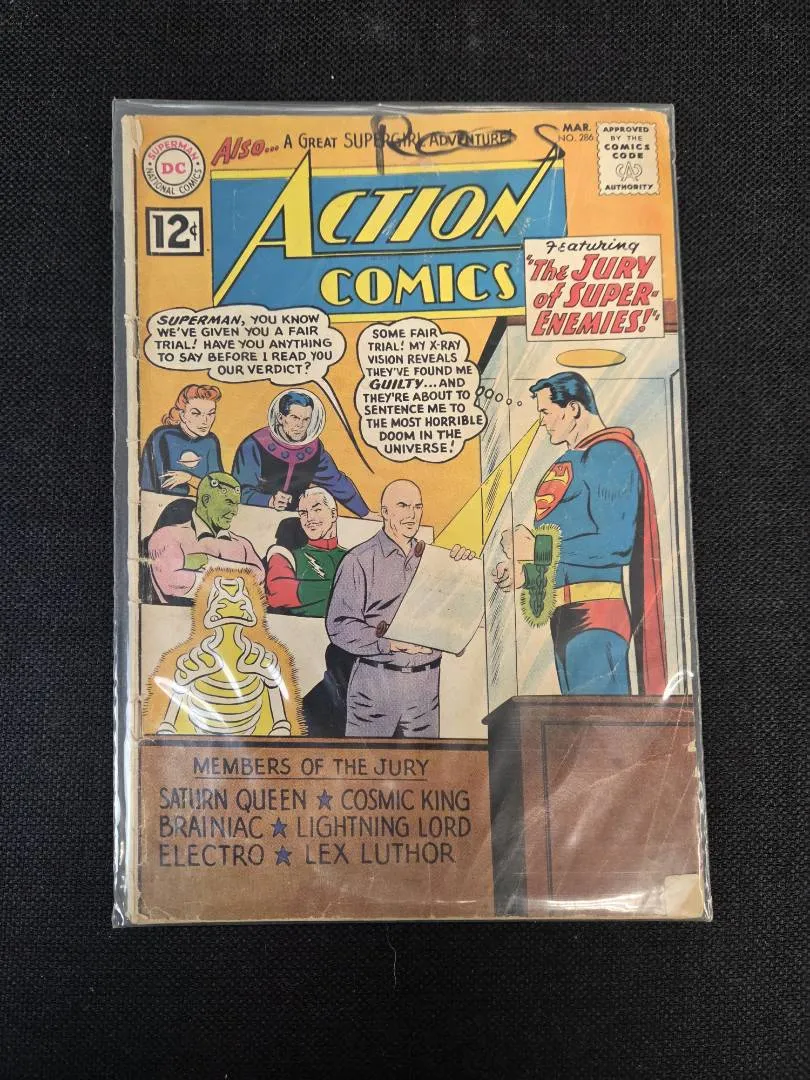 Also... A GREAT SUPERGIRL ADVENTURE!
MAR.
NO. 286
APPROVED
BY THE
COMICS
CODE
CA
AUTHORITY
SUPERMAN
DC
NATIONAL COMICS
12¢
ACTION
COMICS
Featuring
"The JURY
of SUPER-
ENEMIES!"
SUPERMAN, YOU KNOW
WE'VE GIVEN YOU A FAIR
TRIAL! HAVE YOU ANYTHING
TO SAY BEFORE I READ YOU
OUR VERDICT?
SOME FAIR
TRIAL! MY X-RAY
VISION REVEALS
THEY'VE FOUND ME
GUILTY...AND
THEY'RE ABOUT TO
SENTENCE ME TO
THE MOST HORRIBLE
DOOM IN THE
UNIVERSE!
S
MEMBERS OF THE JURY
SATURN QUEEN ★ COSMIC KING
BRAINIAC ★ LIGHTNING LORD
ELECTRO ★ LEX LUTHOR